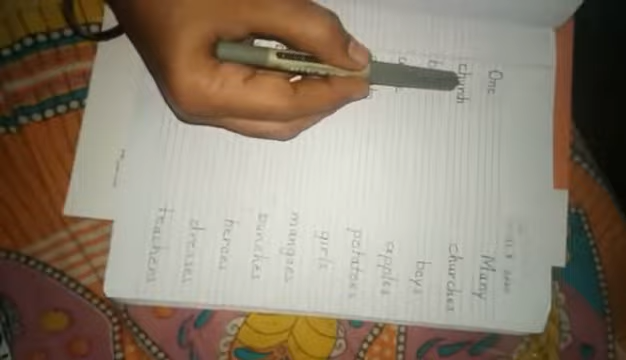 One Many
church churches
boys
apples
potatoes
girls
mangoes
bunches
heroes
dresses
teachers